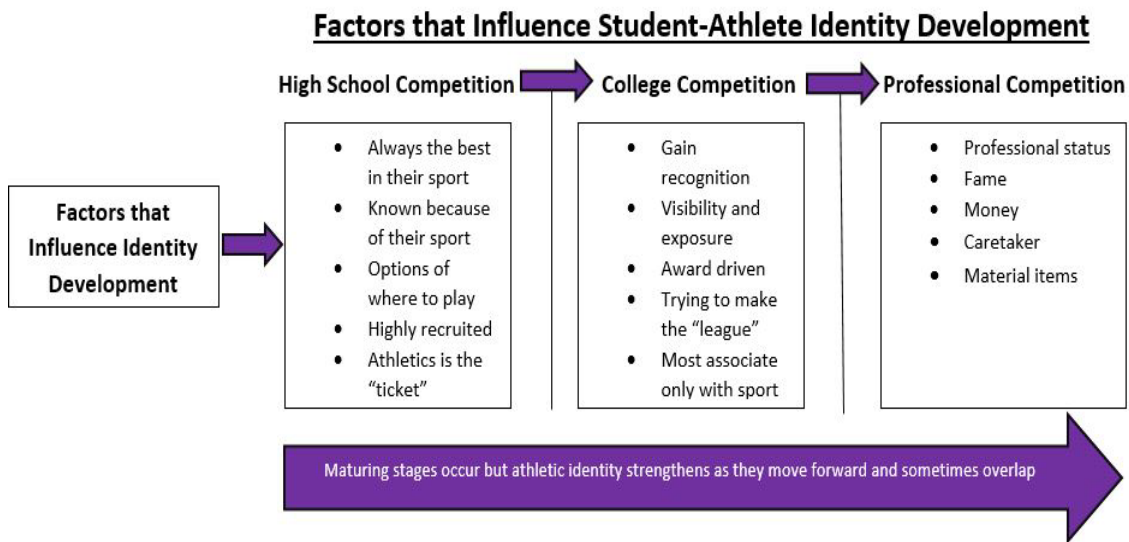 Factors that Influence Student-Athlete Identity Development
High School Competition
College Competition
Professional Competition
Factors that
Influence Identity
Development
• Always the best
in their sport
• Known because
of their sport
• Options of
where to play
• Highly recruited
• Athletics is the
“ticket”
• Gain
recognition
• Visibility and
exposure
• Award driven
• Trying to make
the “league”
• Most associate
only with sport
• Professional status
• Fame
• Money
• Caretaker
• Material items
Maturing stages occur but athletic identity strengthens as they move forward and sometimes overlap